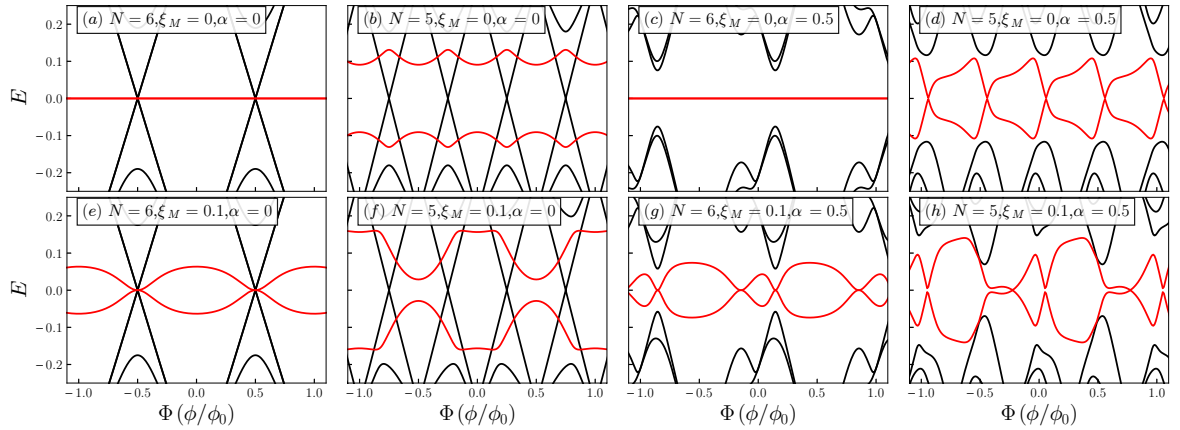 (a) N = 6,ξ_M = 0,α = 0
(b) N = 5,ξ_M = 0,α = 0
(c) N = 6,ξ_M = 0,α = 0.5
(d) N = 5,ξ_M = 0,α = 0.5
E
0.2
0.1
0.0
−0.1
−0.2
(e) N = 6,ξ_M = 0.1,α = 0
(f) N = 5,ξ_M = 0.1,α = 0
(g) N = 6,ξ_M = 0.1,α = 0.5
(h) N = 5,ξ_M = 0.1,α = 0.5
E
0.2
0.1
0.0
−0.1
−0.2
−1.0 −0.5 0.0 0.5 1.0
−1.0 −0.5 0.0 0.5 1.0
−1.0 −0.5 0.0 0.5 1.0
−1.0 −0.5 0.0 0.5 1.0
Φ (ϕ/ϕ₀)
Φ (ϕ/ϕ₀)
Φ (ϕ/ϕ₀)
Φ (ϕ/ϕ₀)